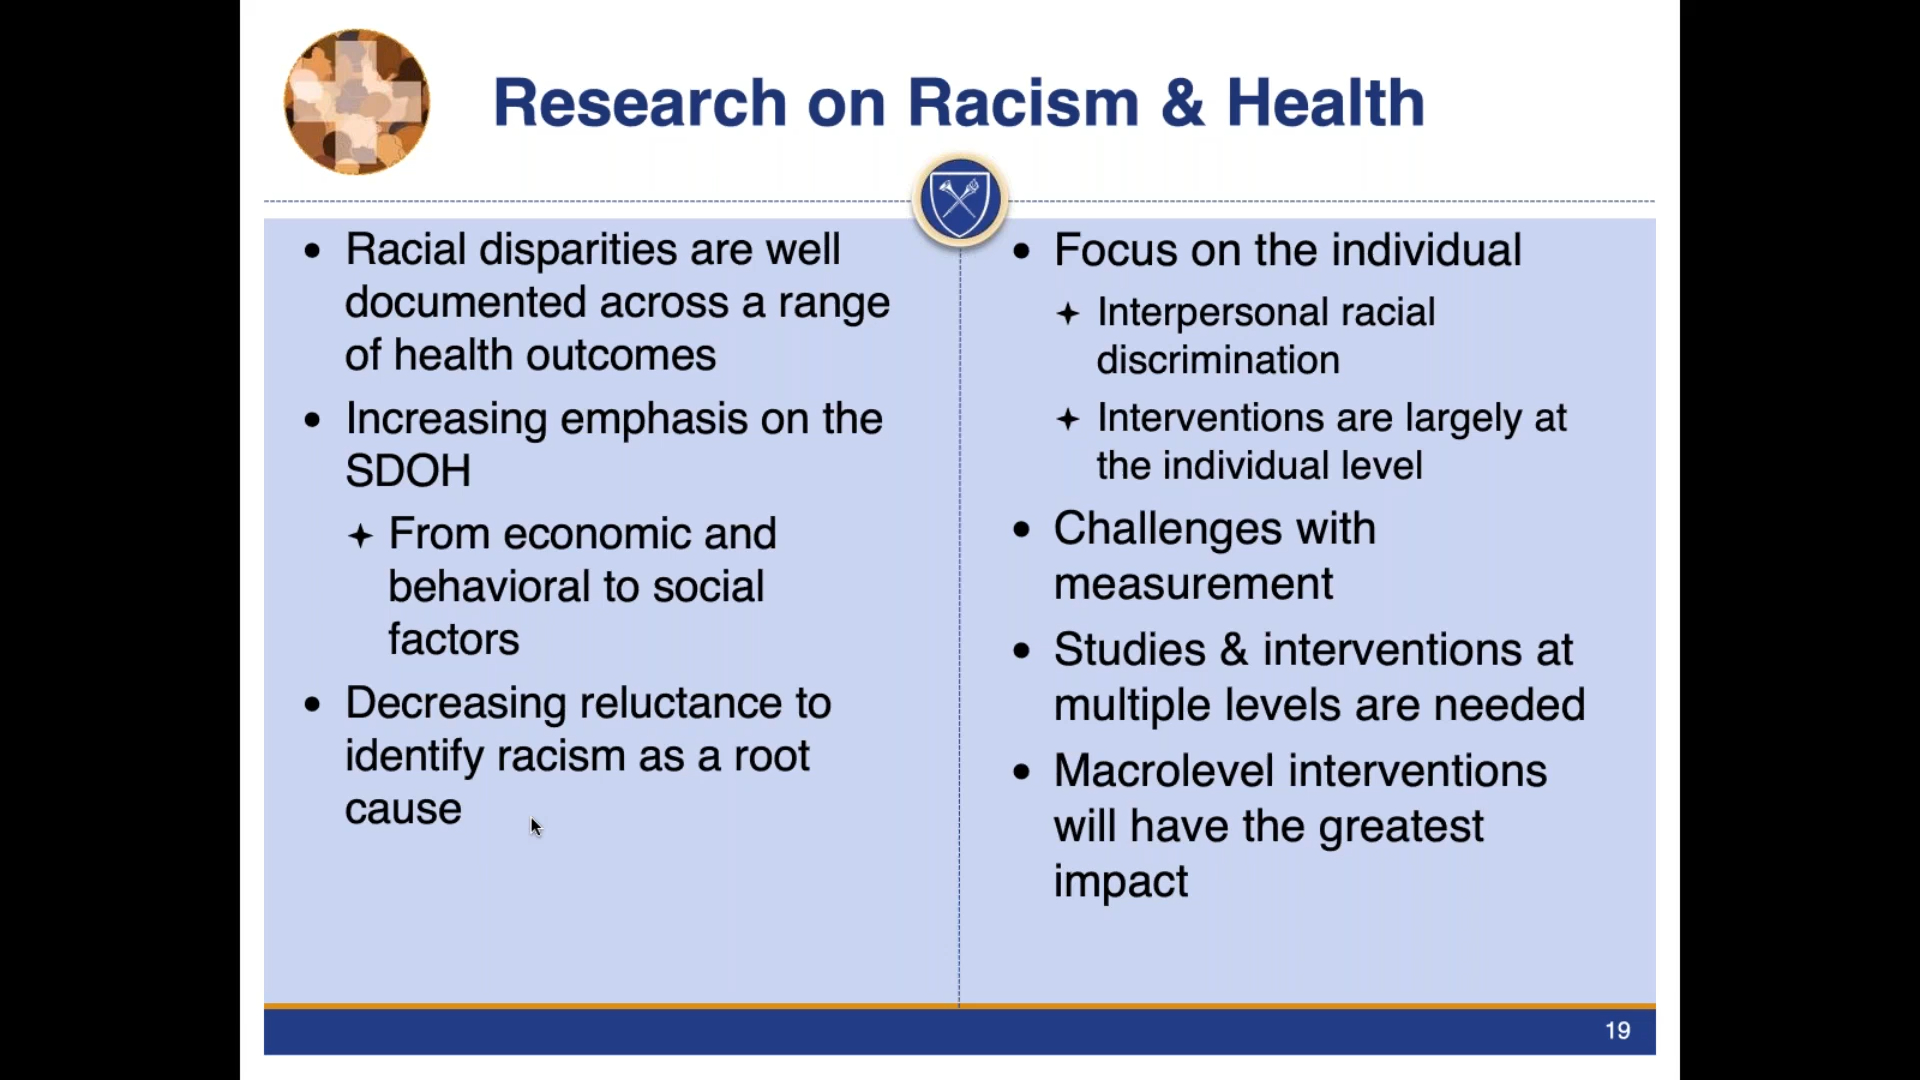 Research on Racism & Health
• Racial disparities are well
documented across a range
of health outcomes
• Increasing emphasis on the
SDOH
✦ From economic and
behavioral to social
factors
• Decreasing reluctance to
identify racism as a root
cause
• Focus on the individual
✦ Interpersonal racial
discrimination
✦ Interventions are largely at
the individual level
• Challenges with
measurement
• Studies & interventions at
multiple levels are needed
• Macrolevel interventions
will have the greatest
impact
19